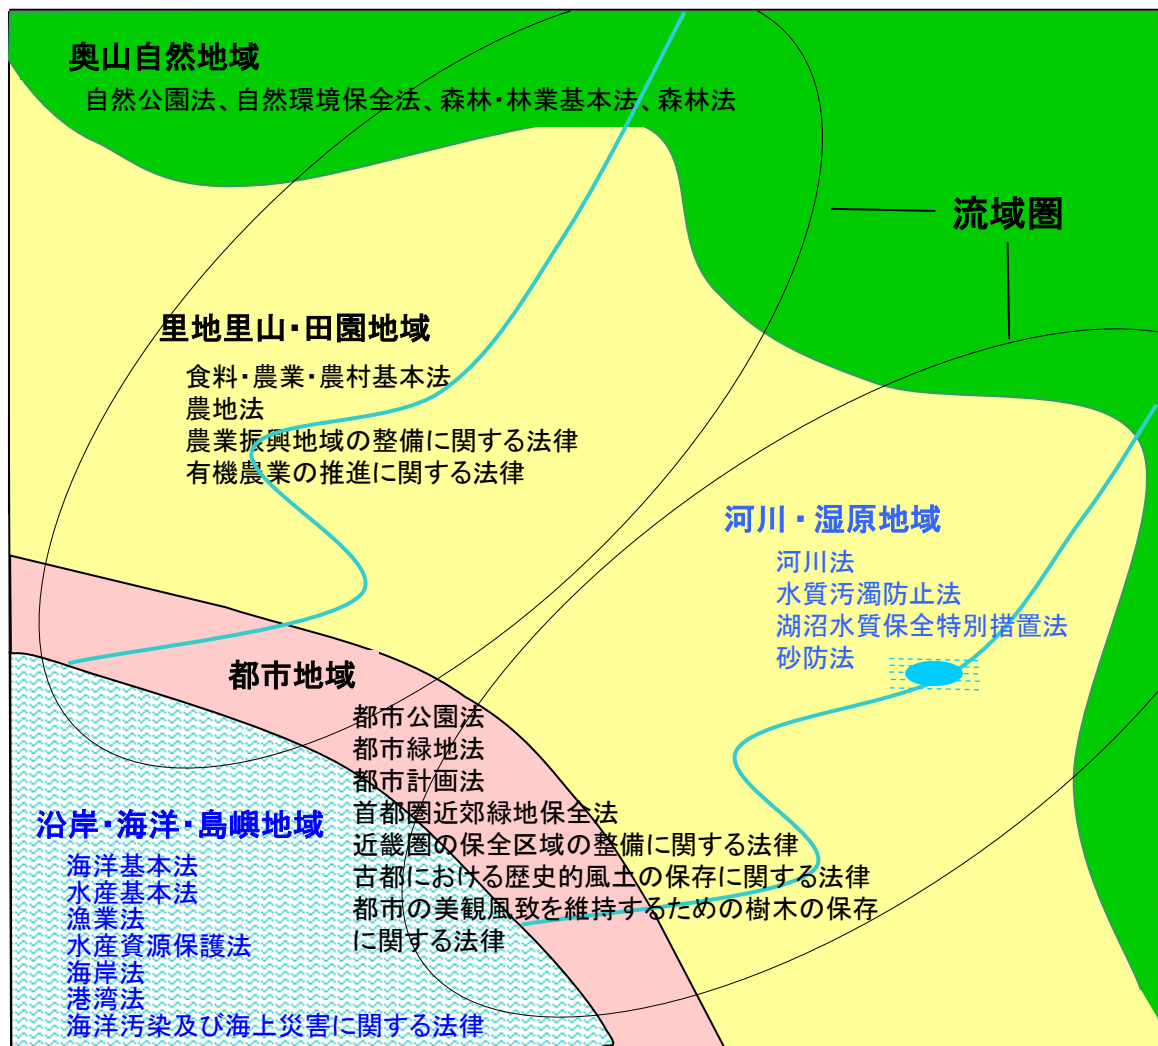 奥山自然地域
自然公園法、自然環境保全法、森林・林業基本法、森林法
流域圏
里地里山・田園地域
食料・農業・農村基本法
農地法
農業振興地域の整備に関する法律
有機農業の推進に関する法律
河川・湿原地域
河川法
水質汚濁防止法
湖沼水質保全特別措置法
砂防法
都市地域
都市公園法
都市緑地法
都市計画法
首都圏近郊緑地保全法
近畿圏の保全区域の整備に関する法律
古都における歴史的風土の保存に関する法律
都市の美観風致を維持するための樹木の保存
に関する法律
沿岸・海洋・島嶼地域
海洋基本法
水産基本法
漁業法
水産資源保護法
海岸法
港湾法
海洋汚染及び海上災害に関する法律